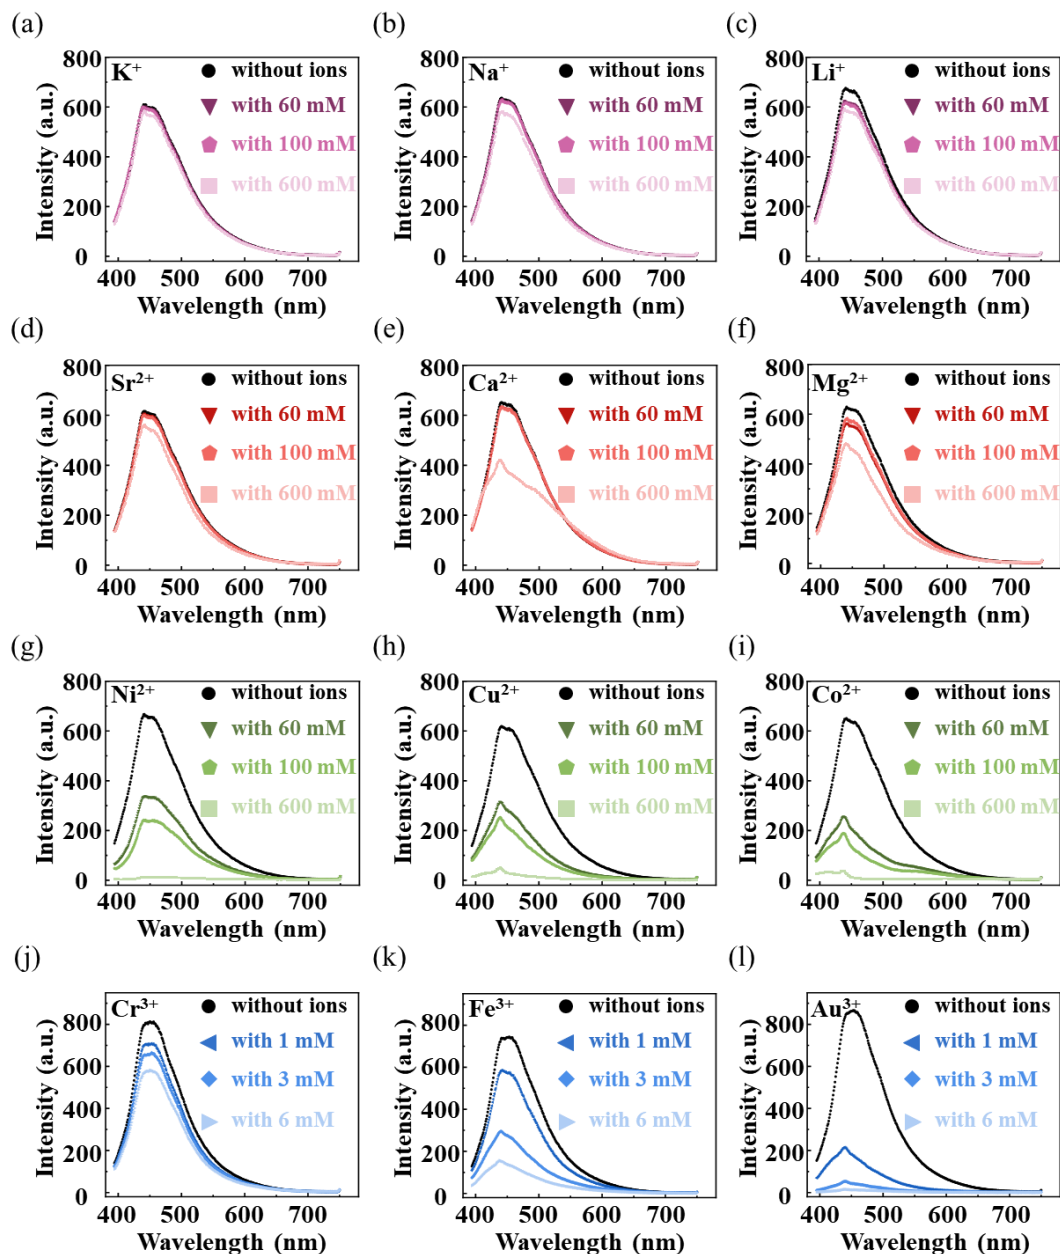 (a)
(b)
(c)
K⁺
without ions
with 60 mM
with 100 mM
with 600 mM
Intensity (a.u.)
800
600
400
200
0
400 500 600 700
Wavelength (nm)
Na⁺
without ions
with 60 mM
with 100 mM
with 600 mM
Intensity (a.u.)
800
600
400
200
0
400 500 600 700
Wavelength (nm)
Li⁺
without ions
with 60 mM
with 100 mM
with 600 mM
Intensity (a.u.)
800
600
400
200
0
400 500 600 700
Wavelength (nm)
(d)
(e)
(f)
Sr²⁺
without ions
with 60 mM
with 100 mM
with 600 mM
Intensity (a.u.)
800
600
400
200
0
400 500 600 700
Wavelength (nm)
Ca²⁺
without ions
with 60 mM
with 100 mM
with 600 mM
Intensity (a.u.)
800
600
400
200
0
400 500 600 700
Wavelength (nm)
Mg²⁺
without ions
with 60 mM
with 100 mM
with 600 mM
Intensity (a.u.)
800
600
400
200
0
400 500 600 700
Wavelength (nm)
(g)
(h)
(i)
Ni²⁺
without ions
with 60 mM
with 100 mM
with 600 mM
Intensity (a.u.)
800
600
400
200
0
400 500 600 700
Wavelength (nm)
Cu²⁺
without ions
with 60 mM
with 100 mM
with 600 mM
Intensity (a.u.)
800
600
400
200
0
400 500 600 700
Wavelength (nm)
Co²⁺
without ions
with 60 mM
with 100 mM
with 600 mM
Intensity (a.u.)
800
600
400
200
0
400 500 600 700
Wavelength (nm)
(j)
(k)
(l)
Cr³⁺
without ions
with 1 mM
with 3 mM
with 6 mM
Intensity (a.u.)
800
600
400
200
0
400 500 600 700
Wavelength (nm)
Fe³⁺
without ions
with 1 mM
with 3 mM
with 6 mM
Intensity (a.u.)
800
600
400
200
0
400 500 600 700
Wavelength (nm)
Au³⁺
without ions
with 1 mM
with 3 mM
with 6 mM
Intensity (a.u.)
800
600
400
200
0
400 500 600 700
Wavelength (nm)